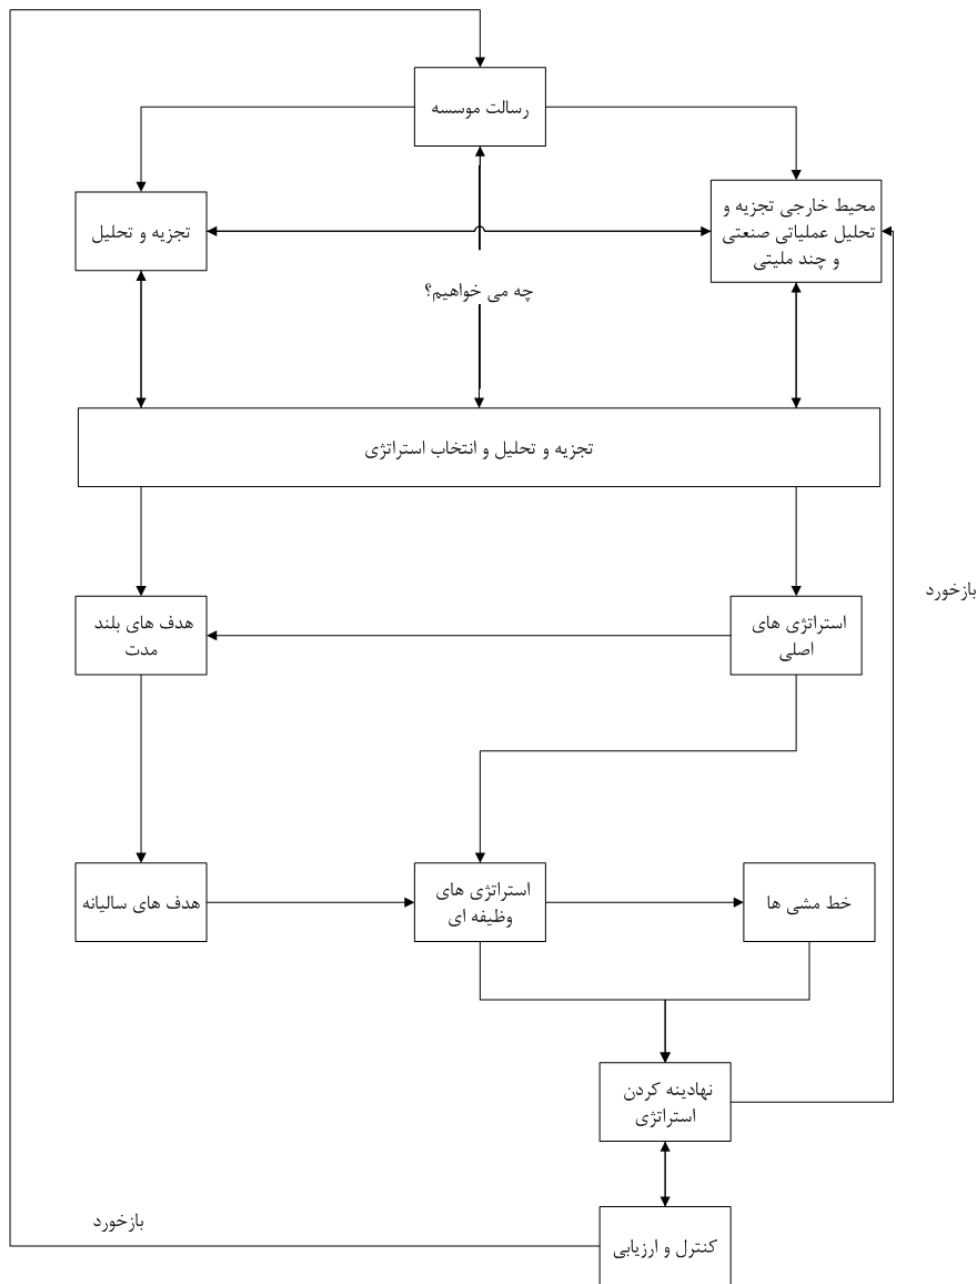 رسالت موسسه
محیط خارجی تجزیه و
تحلیل عملیاتی صنعتی
و چند ملیتی
تجزیه و تحلیل
چه می خواهیم؟
تجزیه و تحلیل و انتخاب استراتژی
بازخورد
استراتژی های
اصلی
هدف های بلند
مدت
خط مشی ها
استراتژی های
وظیفه ای
هدف های سالیانه
نهادینه کردن
استراتژی
بازخورد
کنترل و ارزیابی